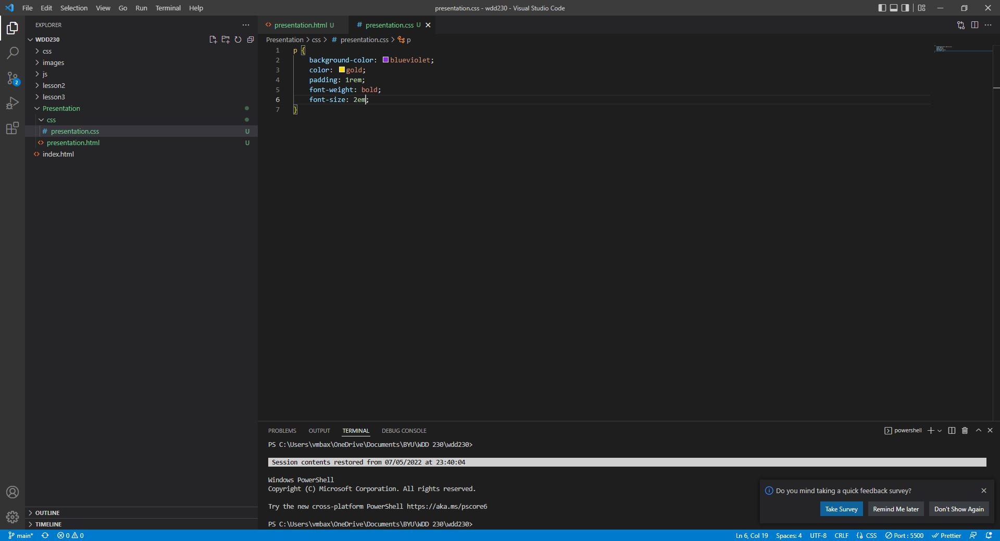 File Edit Selection View Go Run Terminal Help
presentation.css - wdd230 - Visual Studio Code
EXPLORER
WDD230
css
images
js
lesson2
lesson3
Presentation
css
# presentation.css U
<> presentation.html U
<> index.html
OUTLINE
TIMELINE
<> presentation.html U # presentation.css U
Presentation > css > # presentation.css > p
1 p {
2 background-color: blueviolet;
3 color: gold;
4 padding: 1rem;
5 font-weight: bold;
6 font-size: 2em;
7 }
PROBLEMS OUTPUT TERMINAL DEBUG CONSOLE
powershell
PS C:\Users\vmbax\OneDrive\Documents\BYU\WDD 230\wdd230>
Session contents restored from 07/05/2022 at 23:40:04
Windows PowerShell
Copyright (C) Microsoft Corporation. All rights reserved.
Try the new cross-platform PowerShell https://aka.ms/pscore6
PS C:\Users\vmbax\OneDrive\Documents\BYU\WDD 230\wdd230>
Do you mind taking a quick feedback survey?
Take Survey Remind Me later Don't Show Again
2
main* 0 0 Ln 6, Col 19 Spaces: 4 UTF-8 CRLF CSS Port : 5500 Prettier